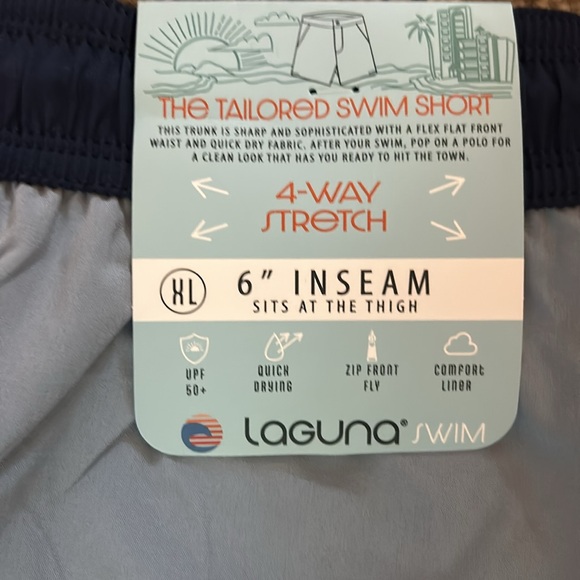 THE TAILORED SWIM SHORT
THIS TRUNK IS SHARP AND SOPHISTICATED WITH A FLEX FLAT FRONT
WAIST AND QUICK DRY FABRIC. AFTER YOUR SWIM, POP ON A POLO FOR
A CLEAN LOOK THAT HAS YOU READY TO HIT THE TOWN.
4-WAY
STRETCH
XL
6" INSEAM
SITS AT THE THIGH
UPF
50+
QUICK
DRYING
ZIP FRONT
FLY
COMFORT
LINER
LAGUNA® SWIM